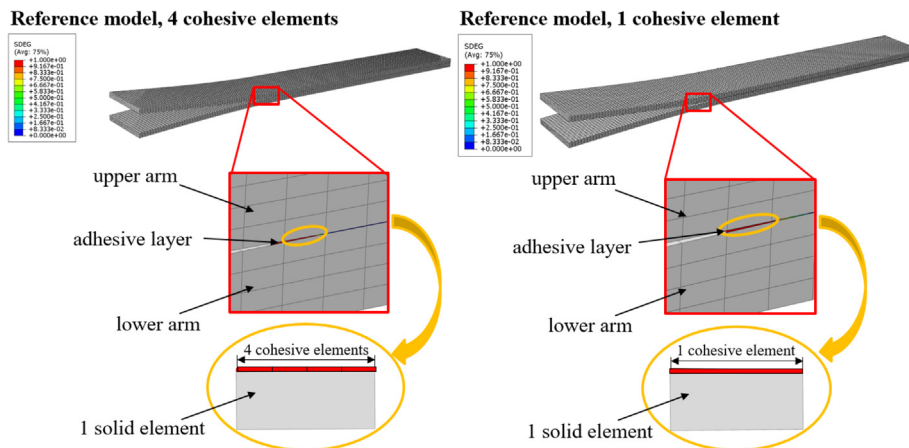 Reference model, 4 cohesive elements
SDEG
(Avg: 75%)
+1.000e+00
+9.167e-01
+8.333e-01
+7.500e-01
+6.667e-01
+5.833e-01
+5.000e-01
+4.167e-01
+3.333e-01
+2.500e-01
+1.667e-01
+8.333e-02
+0.000e+00
upper arm
adhesive layer
lower arm
4 cohesive elements
1 solid element
Reference model, 1 cohesive element
SDEG
(Avg: 75%)
+1.000e+00
+9.167e-01
+8.333e-01
+7.500e-01
+6.667e-01
+5.833e-01
+5.000e-01
+4.167e-01
+3.333e-01
+2.500e-01
+1.667e-01
+8.333e-02
+0.000e+00
upper arm
adhesive layer
lower arm
1 cohesive element
1 solid element